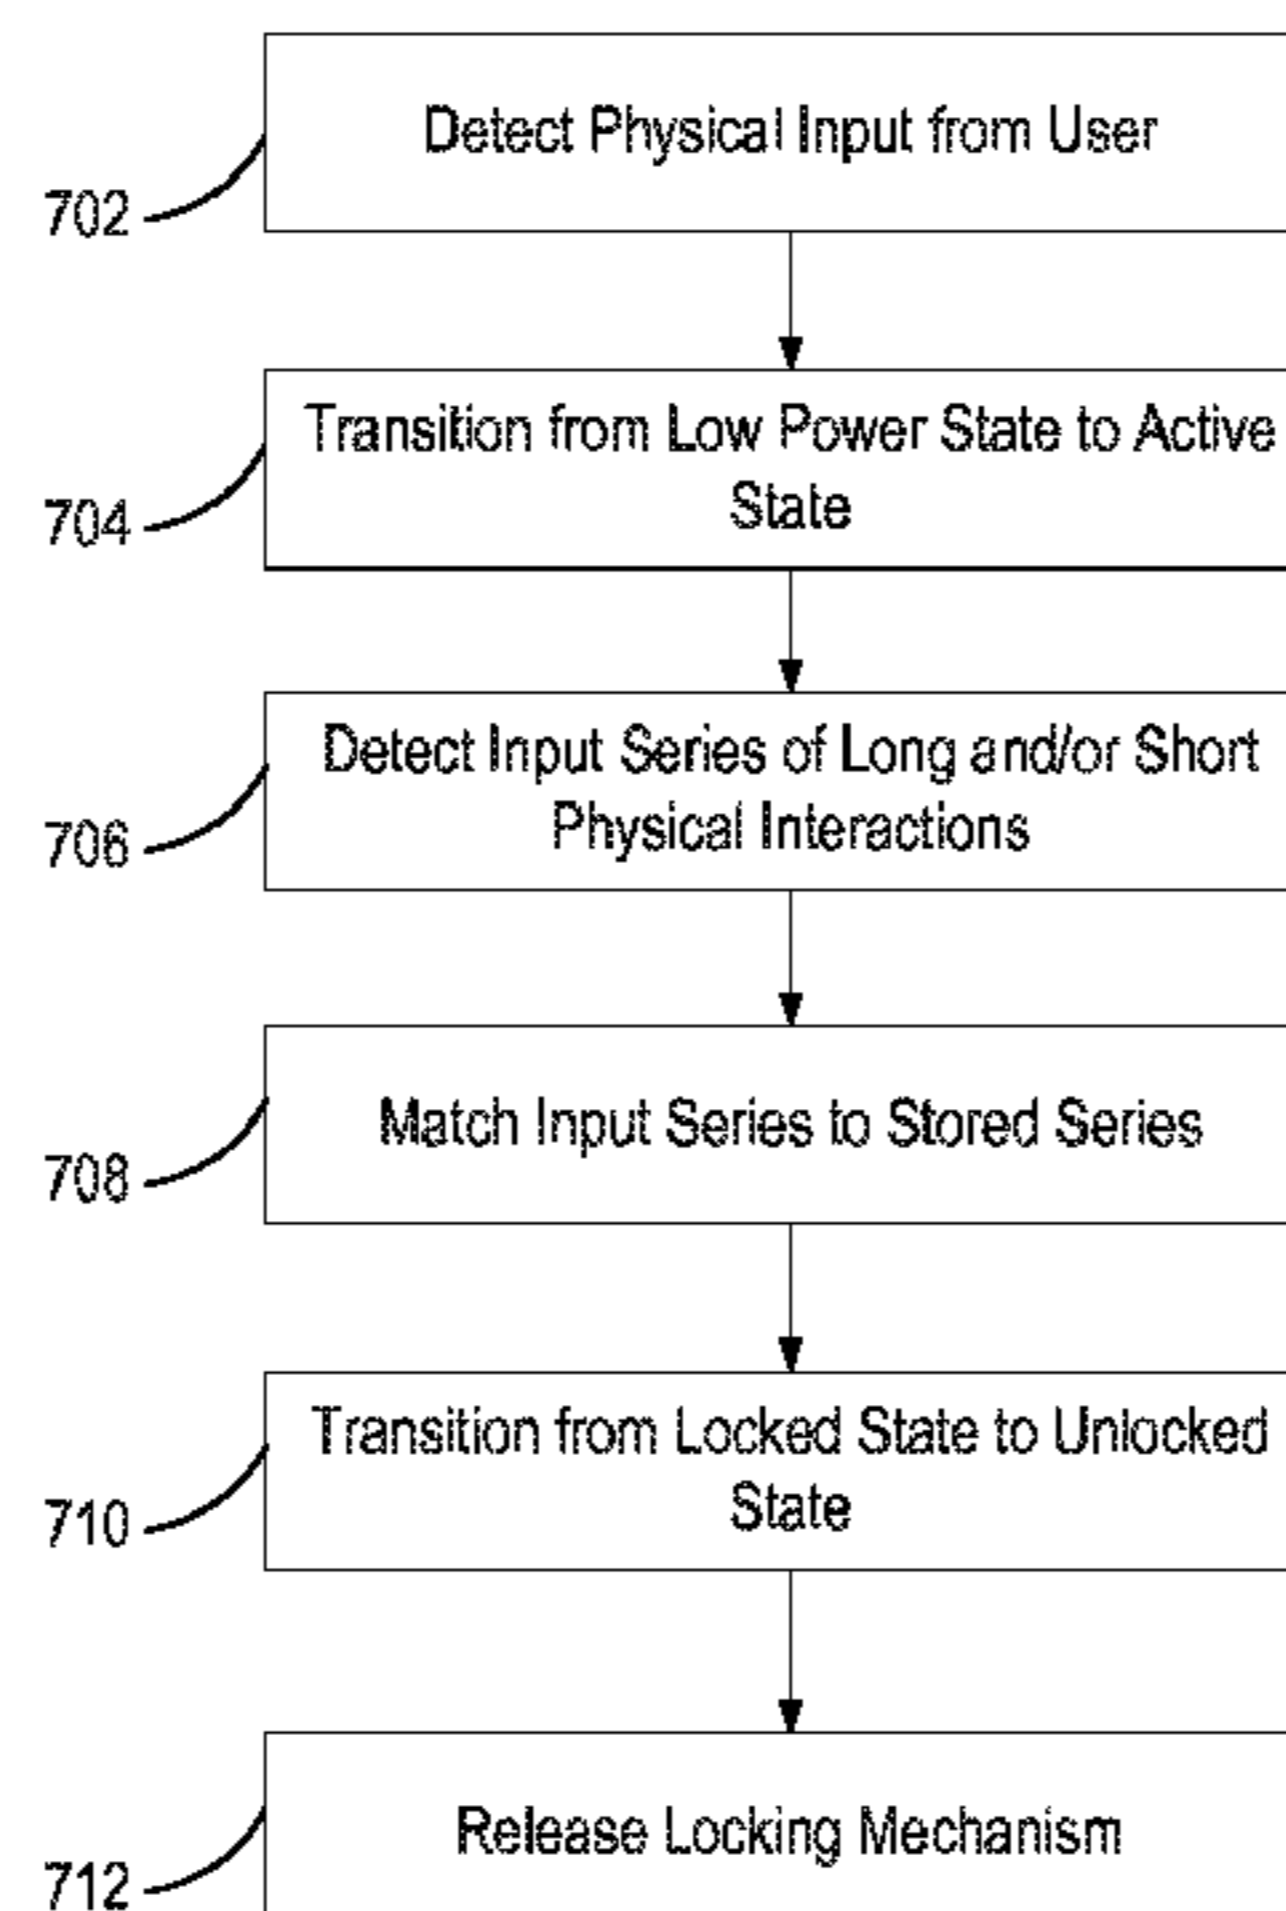 Detect Physical Input from User
702
Transition from Low Power State to Active
State
704
Detect Input Series of Long and/or Short
Physical Interactions
706
Match Input Series to Stored Series
708
Transition from Locked State to Unlocked
State
710
Release Locking Mechanism
712